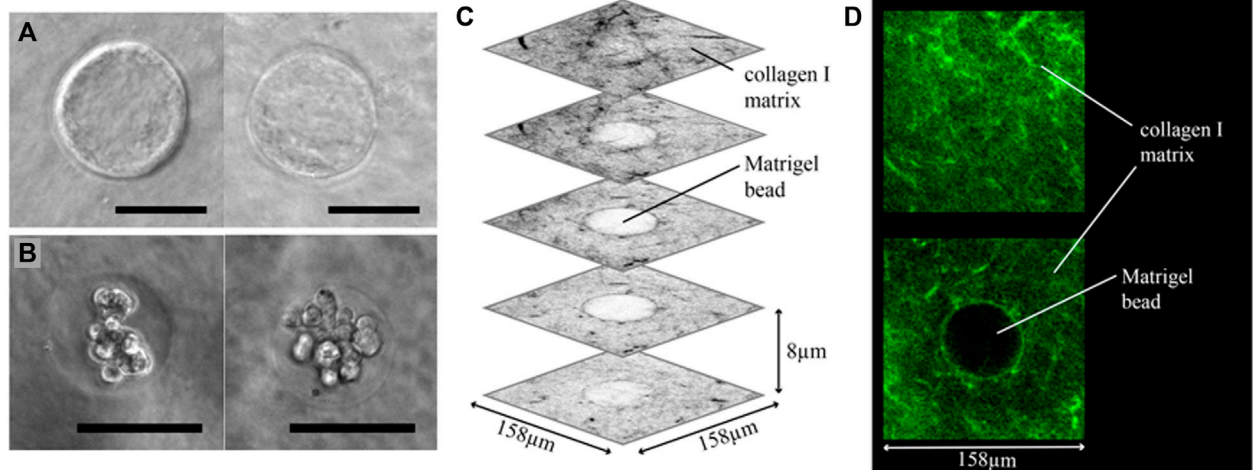 A
B
C
collagen I
matrix
Matrigel
bead
8µm
158µm
158µm
D
collagen I
matrix
Matrigel
bead
158µm